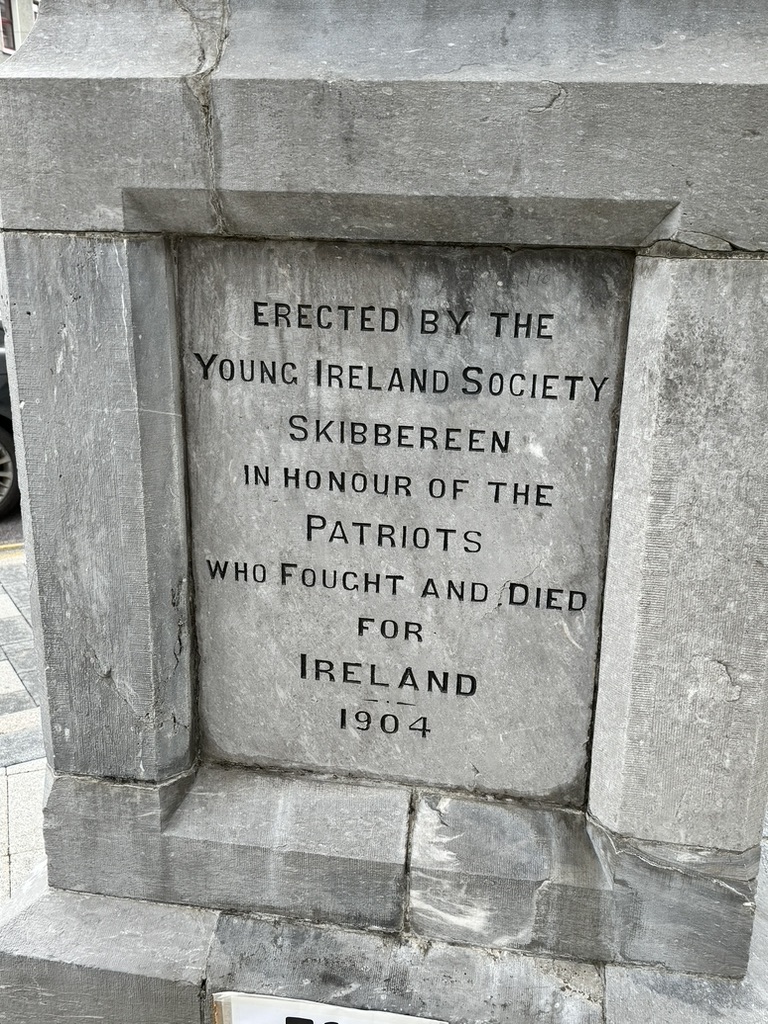 ERECTED BY THE
YOUNG IRELAND SOCIETY
SKIBBEREEN
IN HONOUR OF THE
PATRIOTS
WHO FOUGHT AND DIED
FOR
IRELAND
1904